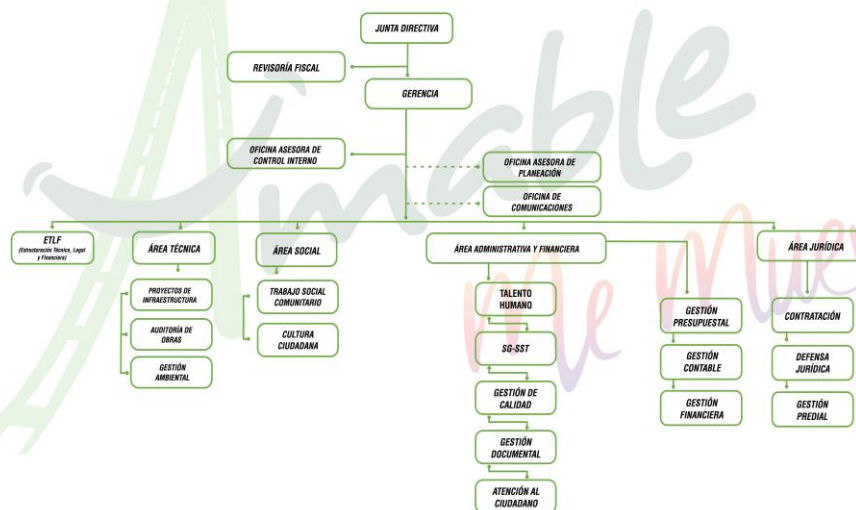 JUNTA DIRECTIVA
REVISORÍA FISCAL
GERENCIA
OFICINA ASESORA DE
CONTROL INTERNO
OFICINA ASESORA DE
PLANEACIÓN
OFICINA DE
COMUNICACIONES
ETLF
(Estructuración Técnica, Legal
y Financiera)
ÁREA TÉCNICA
ÁREA SOCIAL
ÁREA ADMINISTRATIVA Y FINANCIERA
ÁREA JURÍDICA
PROYECTOS DE
INFRAESTRUCTURA
AUDITORÍA DE
OBRAS
GESTIÓN
AMBIENTAL
TRABAJO SOCIAL
COMUNITARIO
CULTURA
CIUDADANA
TALENTO
HUMANO
SG-SST
GESTIÓN DE
CALIDAD
GESTIÓN
DOCUMENTAL
ATENCIÓN AL
CIUDADANO
GESTIÓN
PRESUPUESTAL
GESTIÓN
CONTABLE
GESTIÓN
FINANCIERA
CONTRATACIÓN
DEFENSA
JURÍDICA
GESTIÓN
PREDIAL
Amable
Me Muev